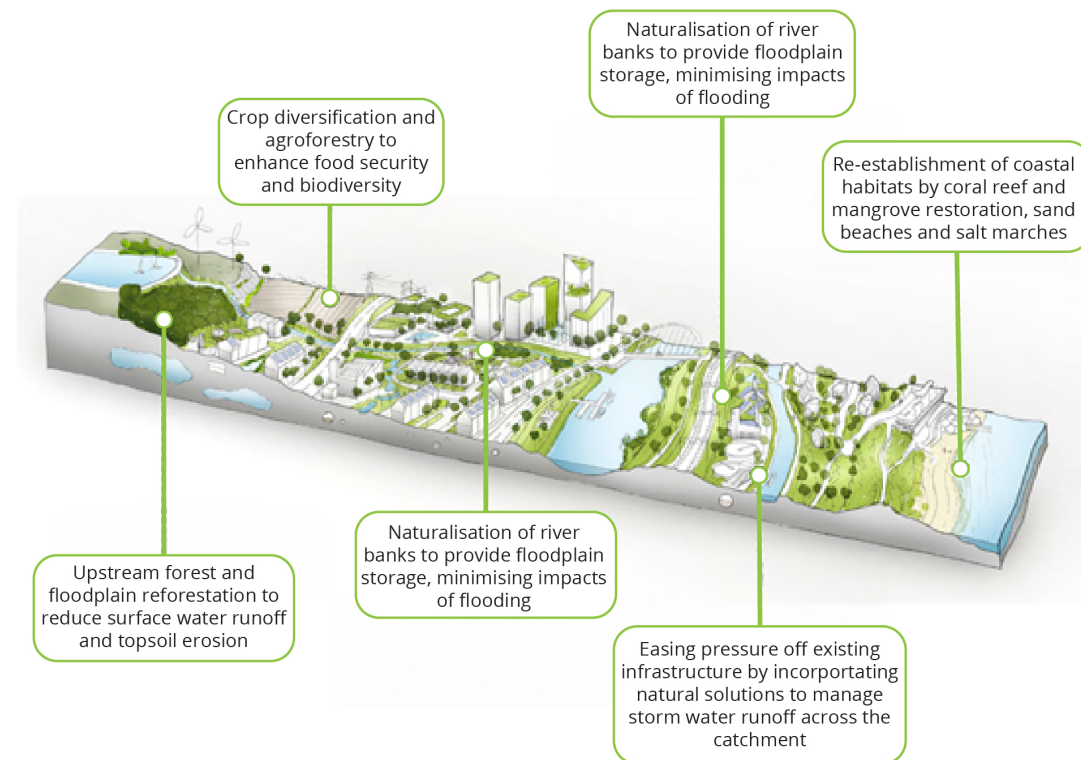 Naturalisation of river
banks to provide floodplain
storage, minimising impacts
of flooding
Crop diversification and
agroforestry to
enhance food security
and biodiversity
Re-establishment of coastal
habitats by coral reef and
mangrove restoration, sand
beaches and salt marches
Naturalisation of river
banks to provide floodplain
storage, minimising impacts
of flooding
Upstream forest and
floodplain reforestation to
reduce surface water runoff
and topsoil erosion
Easing pressure off existing
infrastructure by incorportating
natural solutions to manage
storm water runoff across the
catchment